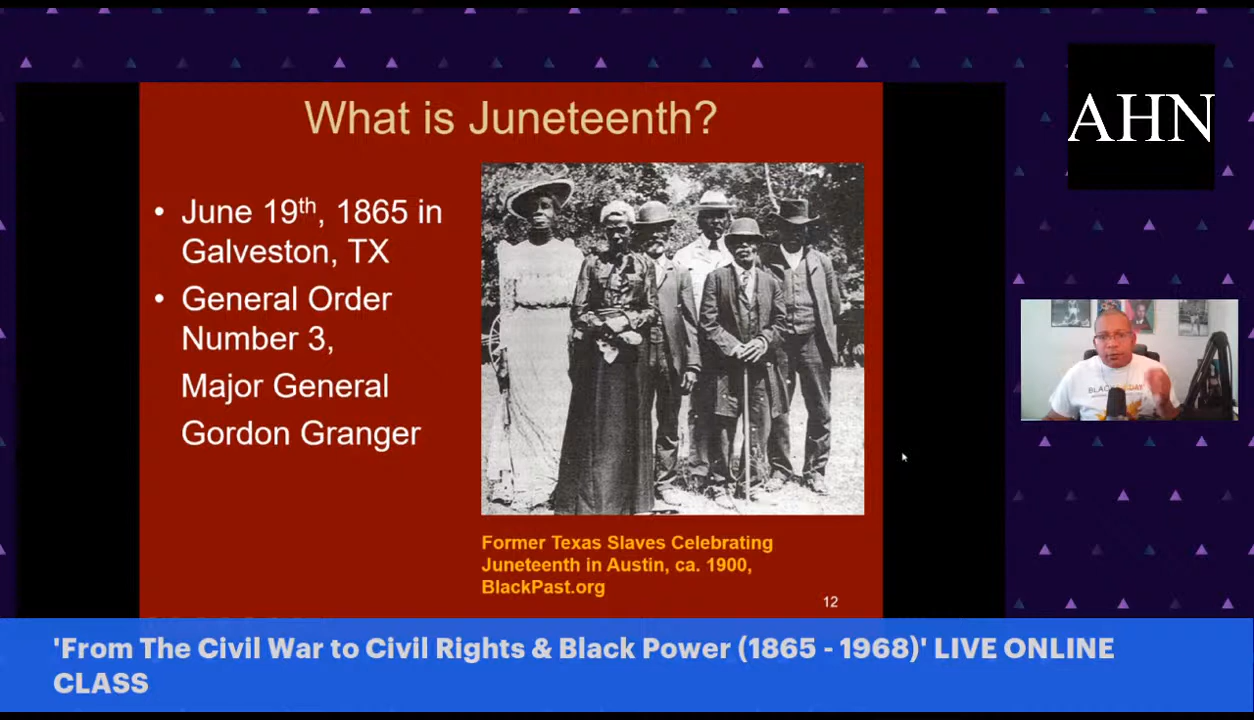 What is Juneteenth?
• June 19th, 1865 in
Galveston, TX
• General Order
Number 3,
Major General
Gordon Granger
Former Texas Slaves Celebrating
Juneteenth in Austin, ca. 1900,
BlackPast.org
12
AHN
'From The Civil War to Civil Rights & Black Power (1865 - 1968)' LIVE ONLINE
CLASS